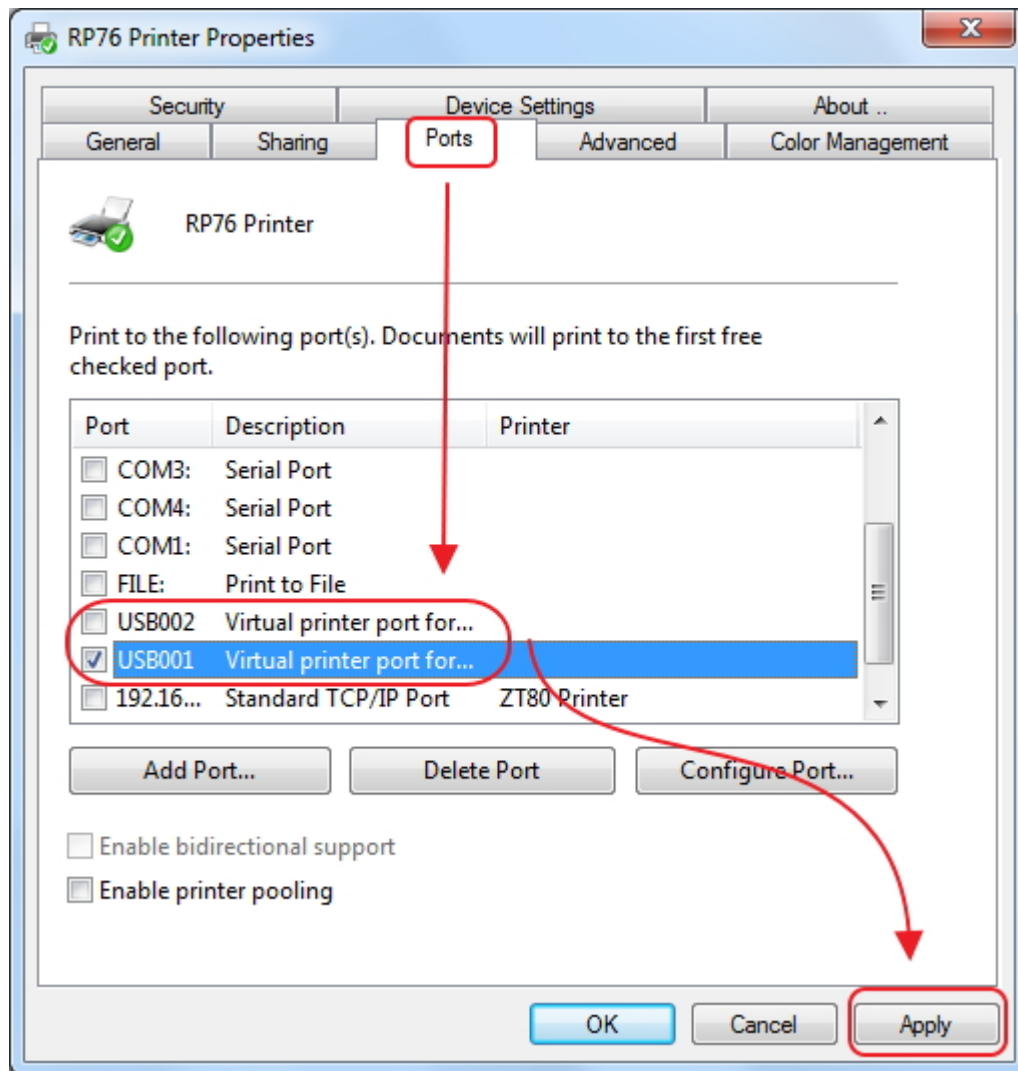 RP76 Printer Properties
X
Security Device Settings About ..
General Sharing Ports Advanced Color Management
RP76 Printer
Print to the following port(s). Documents will print to the first free
checked port.
Port Description Printer
COM3: Serial Port
COM4: Serial Port
COM1: Serial Port
FILE: Print to File
USB002 Virtual printer port for...
USB001 Virtual printer port for...
192.16... Standard TCP/IP Port ZT80 Printer
Add Port... Delete Port Configure Port...
Enable bidirectional support
Enable printer pooling
OK Cancel Apply